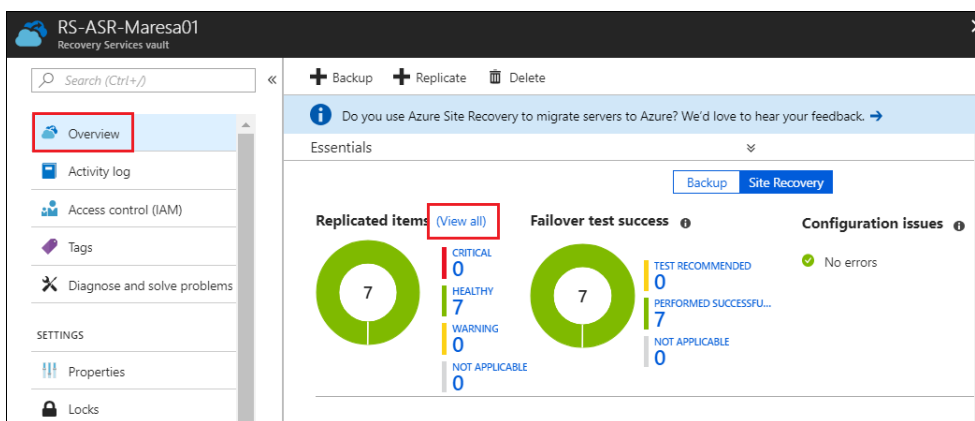 RS-ASR-Maresa01
Recovery Services vault
Search (Ctrl+/)
Overview
Activity log
Access control (IAM)
Tags
Diagnose and solve problems
SETTINGS
Properties
Locks
Backup Replicate Delete
Do you use Azure Site Recovery to migrate servers to Azure? We'd love to hear your feedback. →
Essentials
Backup Site Recovery
Replicated items (View all)
7
CRITICAL
0
HEALTHY
7
WARNING
0
NOT APPLICABLE
0
Failover test success
7
TEST RECOMMENDED
0
PERFORMED SUCCESSFU...
7
NOT APPLICABLE
0
Configuration issues
No errors